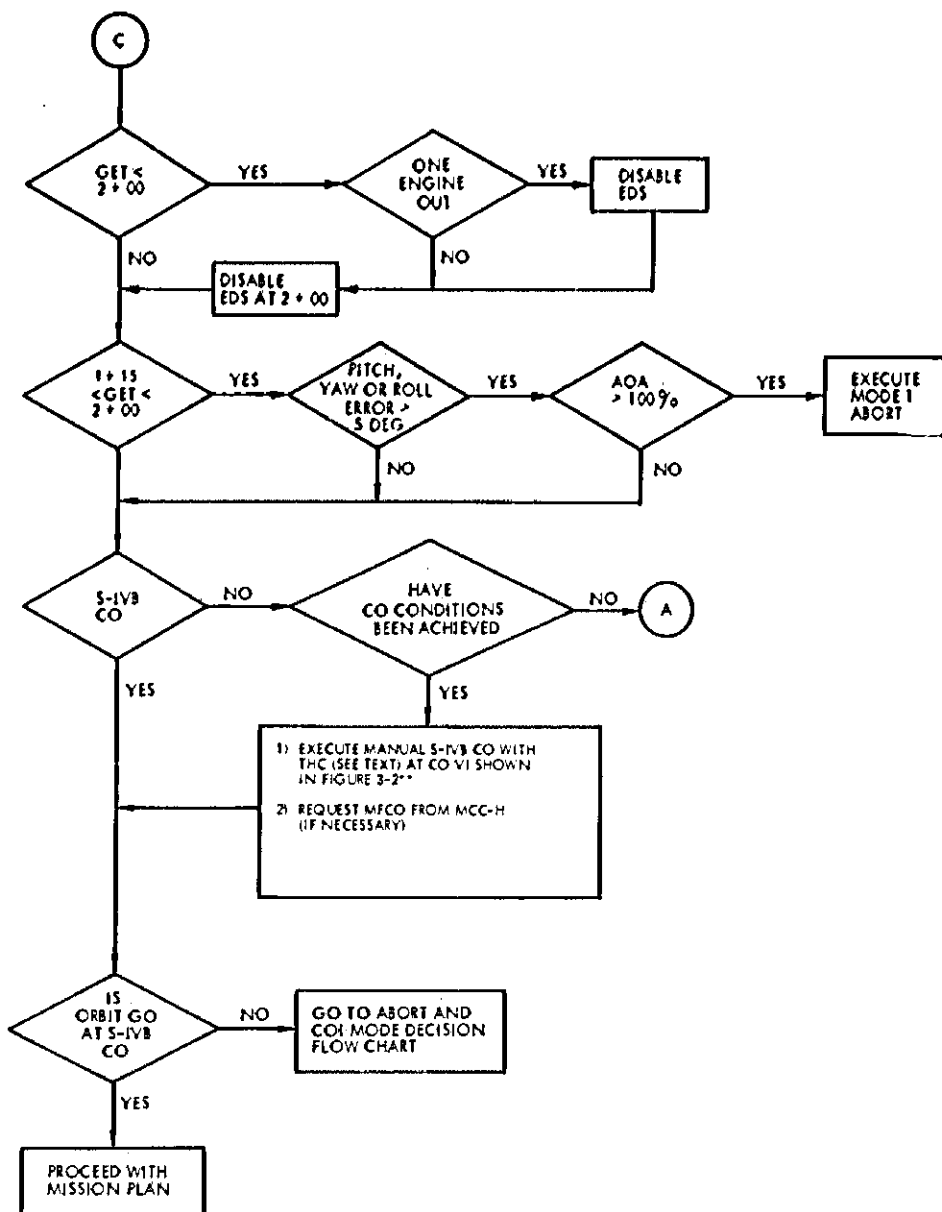 C
GET <
2 + 00
YES
ONE
ENGINE
OUT
YES
DISABLE
EDS
NO
NO
DISABLE
EDS AT 2 + 00
1 + 15
< GET <
2 + 00
YES
PITCH,
YAW OR ROLL
ERROR >
5 DEG
YES
AOA
> 100%
YES
EXECUTE
MODE 1
ABORT
NO
NO
S-IVB
CO
NO
HAVE
CO CONDITIONS
BEEN ACHIEVED
NO
A
YES
YES
1) EXECUTE MANUAL S-IVB CO WITH
THC (SEE TEXT) AT CO VI SHOWN
IN FIGURE 3-2**
2) REQUEST MFCO FROM MCC-H
(IF NECESSARY)
IS
ORBIT GO
AT S-IVB
CO
NO
GO TO ABORT AND
COI MODE DECISION
FLOW CHART
YES
PROCEED WITH
MISSION PLAN